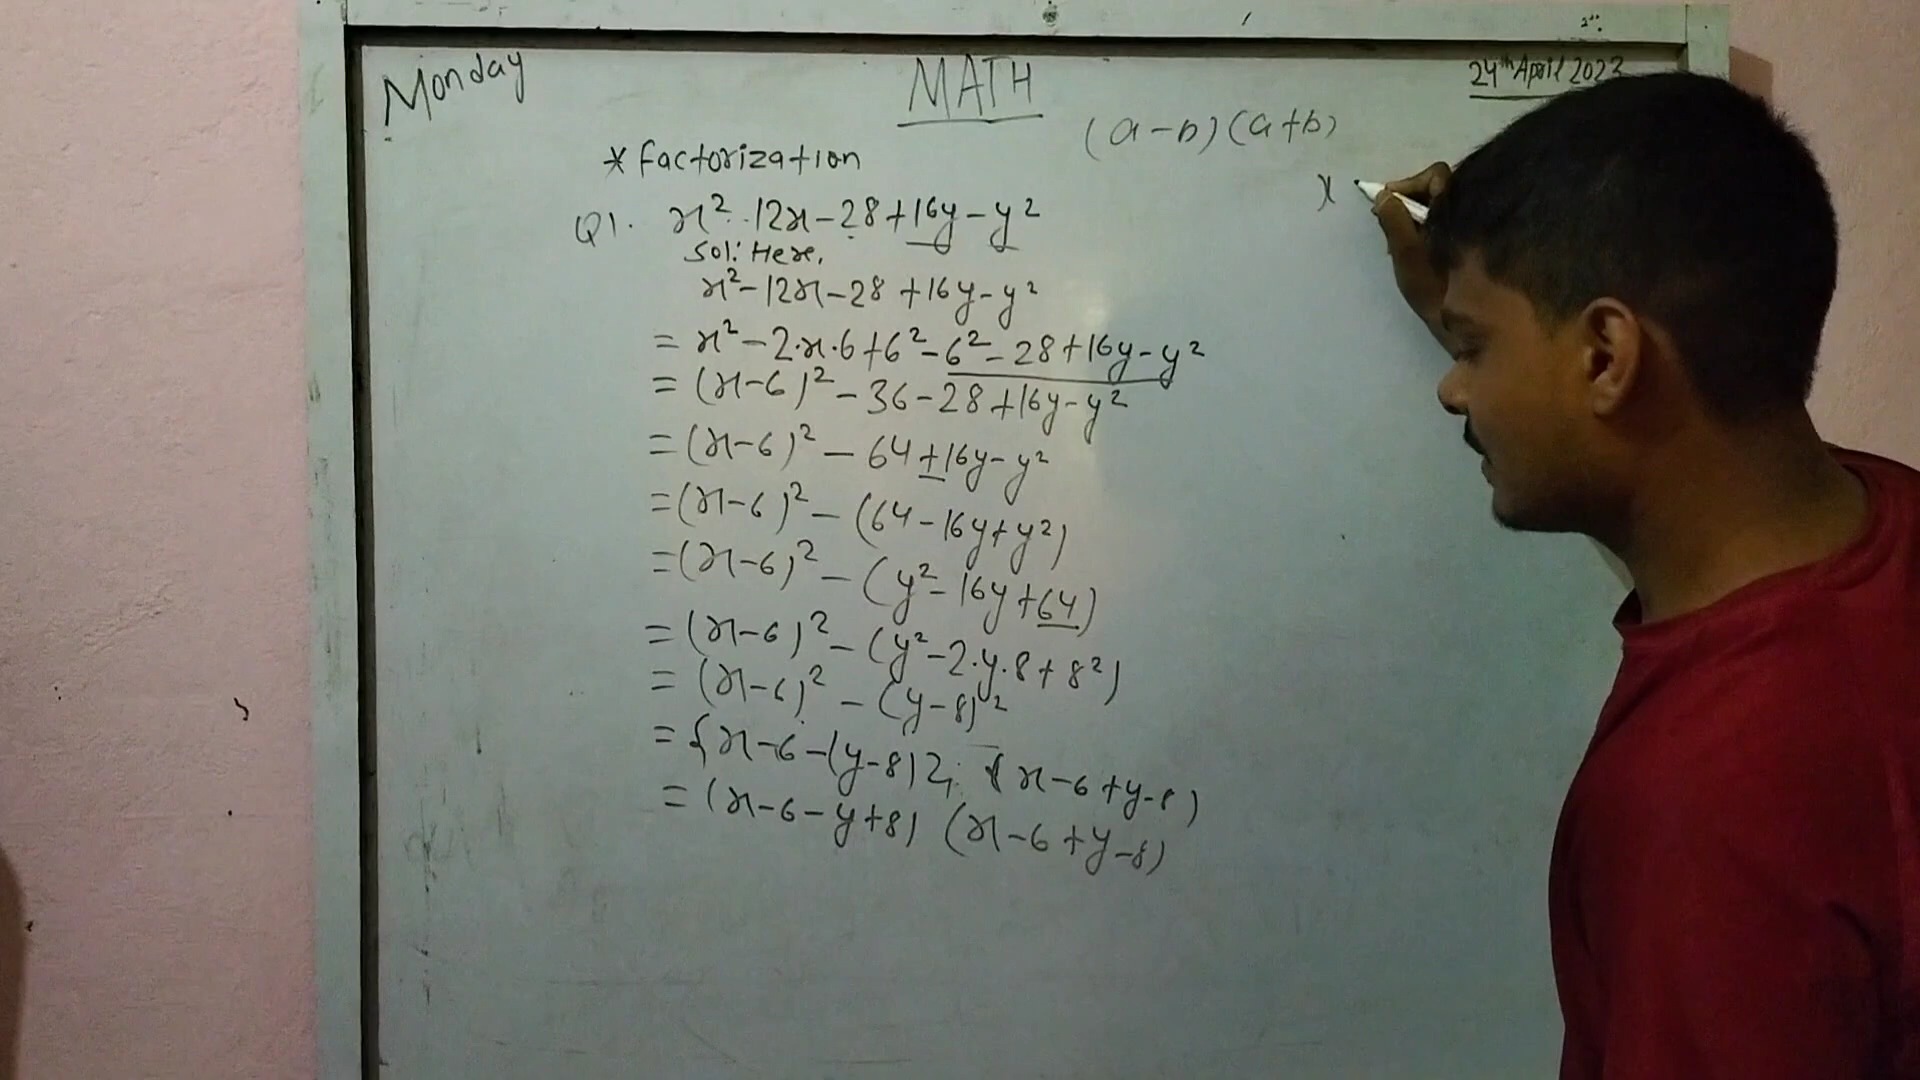 Monday
MATH
24th April 2023
(a-b)(a+b)
* factorization
x
Q1. x² - 12x - 28 + 16y - y²
Sol: Here,
x² - 12x - 28 + 16y - y²
= x² - 2·x·6 + 6² - 6² - 28 + 16y - y²
= (x-6)² - 36 - 28 + 16y - y²
= (x-6)² - 64 + 16y - y²
= (x-6)² - (64 - 16y + y²)
= (x-6)² - (y² - 16y + 64)
= (x-6)² - (y² - 2·y·8 + 8²)
= (x-6)² - (y-8)²
= {x-6-(y-8)} {x-6+y-8)
= (x-6-y+8) (x-6+y-8)